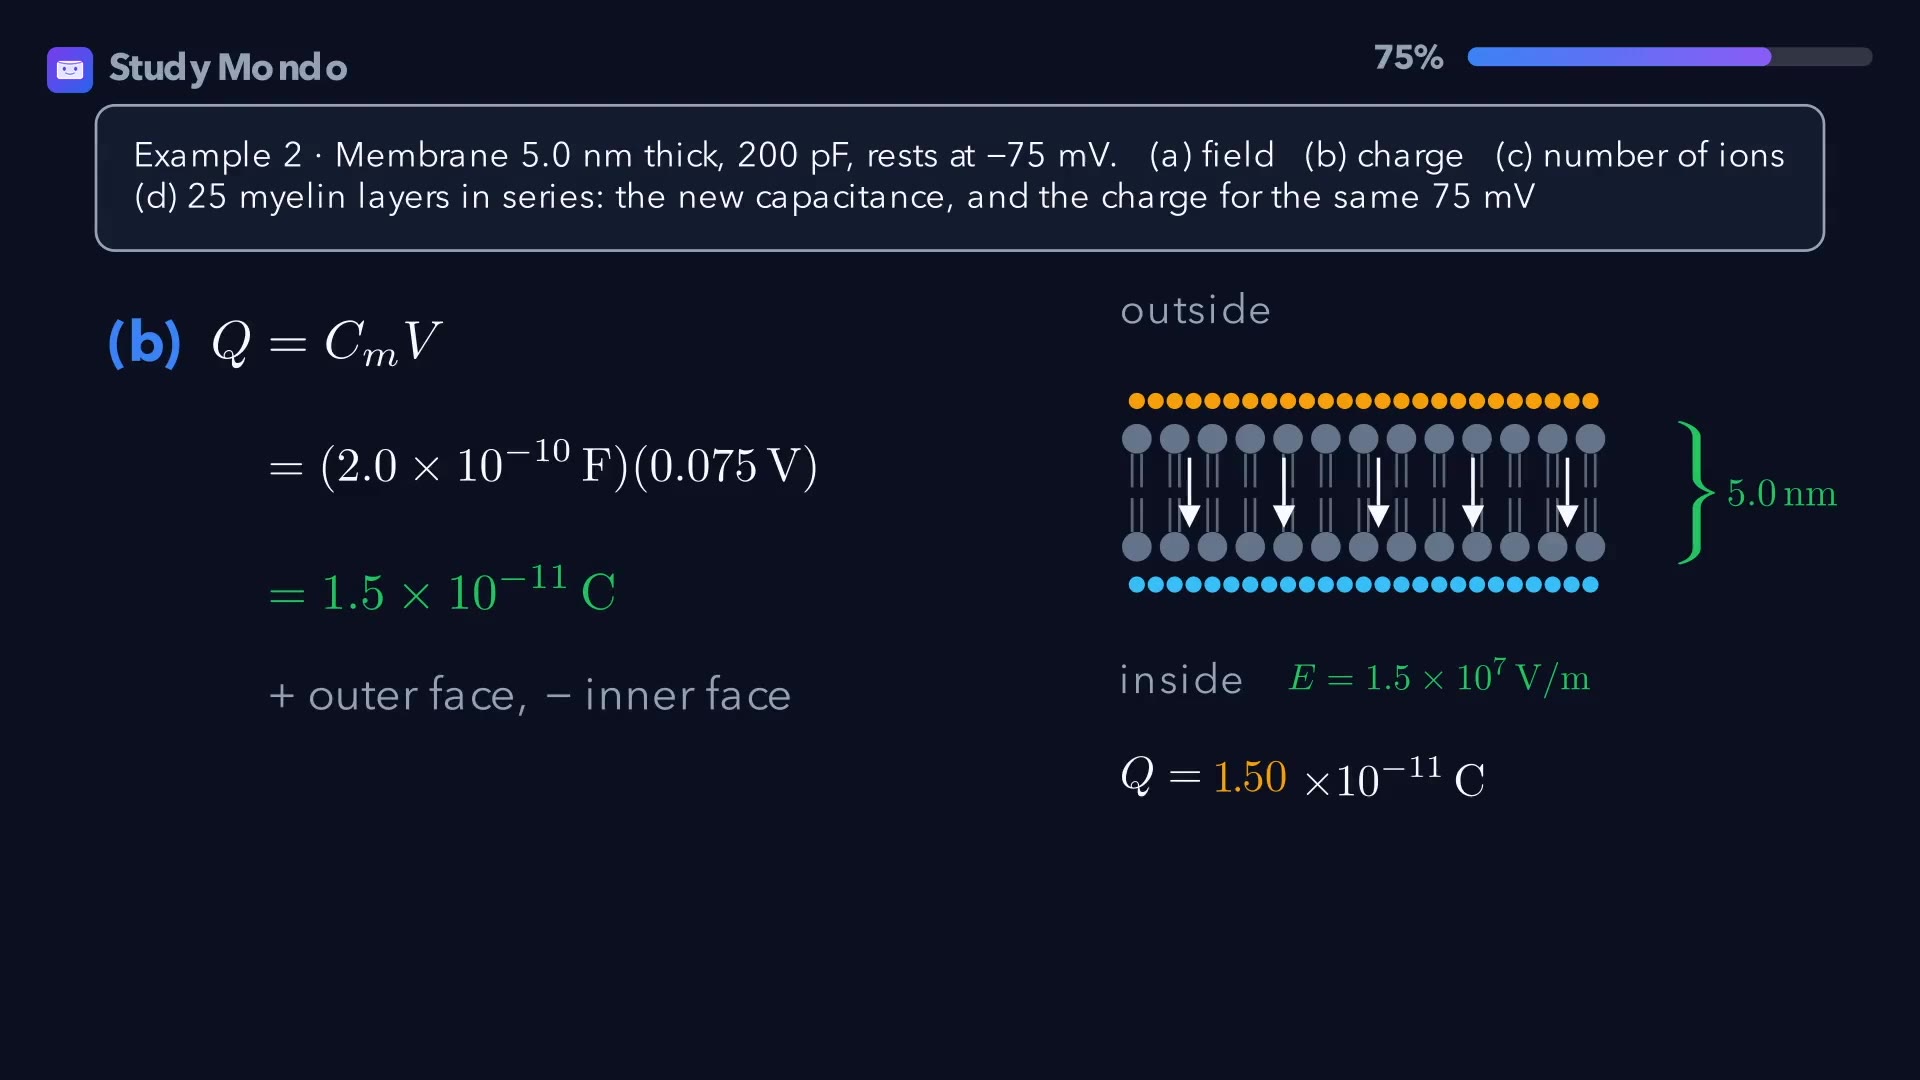 Study Mondo
75%
Example 2 · Membrane 5.0 nm thick, 200 pF, rests at −75 mV. (a) field (b) charge (c) number of ions
(d) 25 myelin layers in series: the new capacitance, and the charge for the same 75 mV
(b) Q = CₘV
= (2.0 × 10⁻¹⁰ F)(0.075 V)
= 1.5 × 10⁻¹¹ C
+ outer face, − inner face
outside
5.0 nm
inside E = 1.5 × 10⁷ V/m
Q = 1.50 ×10⁻¹¹ C